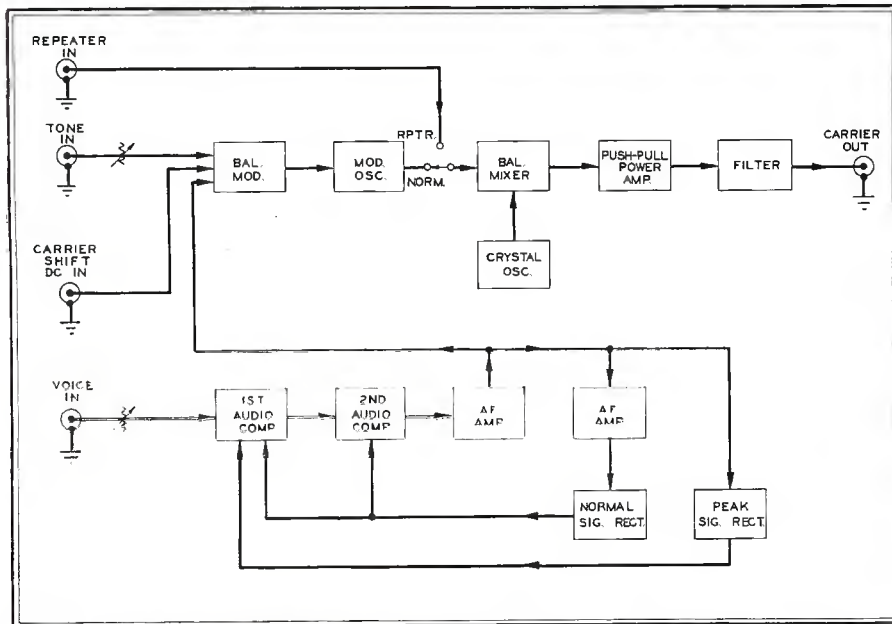 REPEATER
IN
TONE
IN
CARRIER
SHIFT
DC IN
VOICE
IN
BAL.
MOD.
MOD.
OSC.
RPTR.
NORM.
BAL.
MIXER
CRYSTAL
OSC.
PUSH-PULL
POWER
AMP.
FILTER
CARRIER
OUT
1ST
AUDIO
COMP
2ND
AUDIO
COMP
AF
AMP
AF
AMP
NORMAL
SIG. RECT.
PEAK
SIG. RECT.